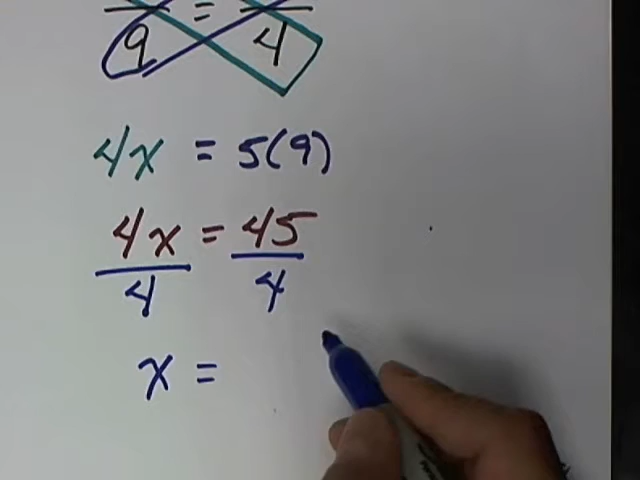 — = —
9 4
4x = 5(9)
4x = 45
4 4
x =